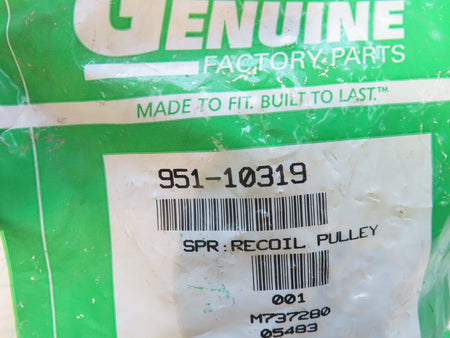 GENUINE
FACTORY PARTS
MADE TO FIT. BUILT TO LAST.™
951-10319
SPR:RECOIL PULLEY
001
M737280
05483